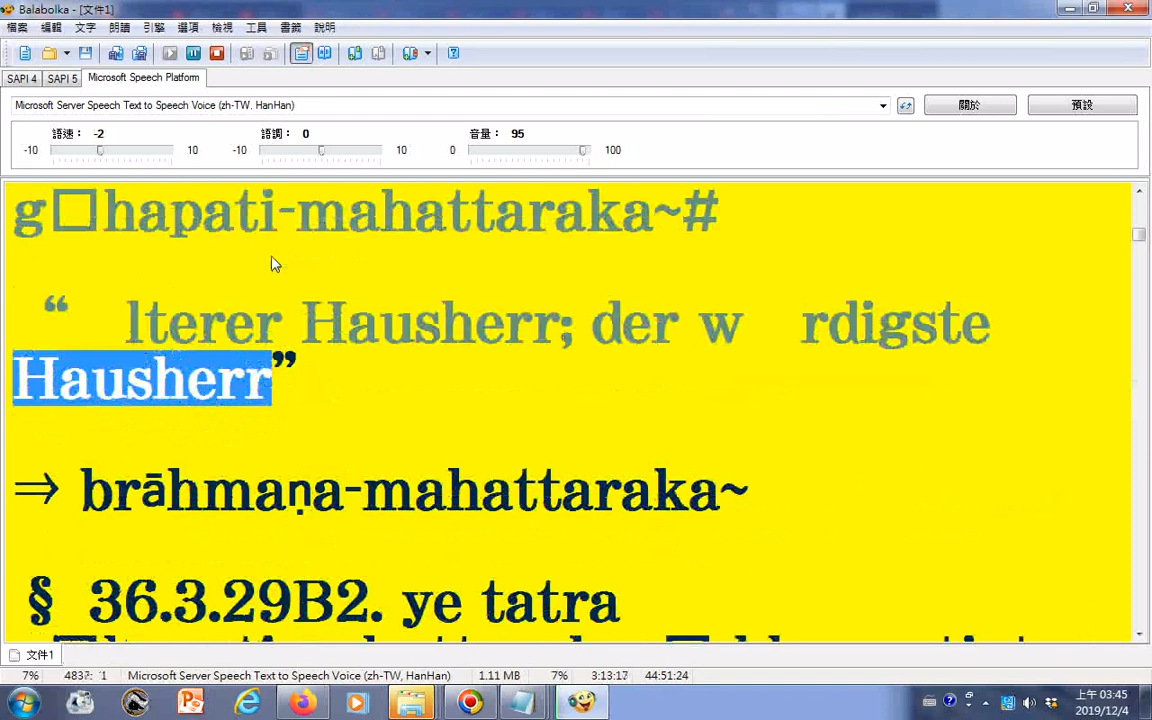 Balabolka - [文件1]
檔案 編輯 文字 朗讀 引擎 選項 檢視 工具 書籤 說明
SAPI 4 SAPI 5 Microsoft Speech Platform
Microsoft Server Speech Text to Speech Voice (zh-TW, HanHan) 關於 預設
語速： -2 語調： 0 音量： 95
-10 10 -10 10 0 100
g□hapati-mahattaraka~#
“ lterer Hausherr; der w rdigste
Hausherr”
⇒ brāhmaṇa-mahattaraka~
§ 36.3.29B2. ye tatra
文件1
7% Microsoft Server Speech Text to Speech Voice (zh-TW, HanHan) 1.11 MB 7% 3:13:17 44:51:24
上午 03:45
2019/12/4